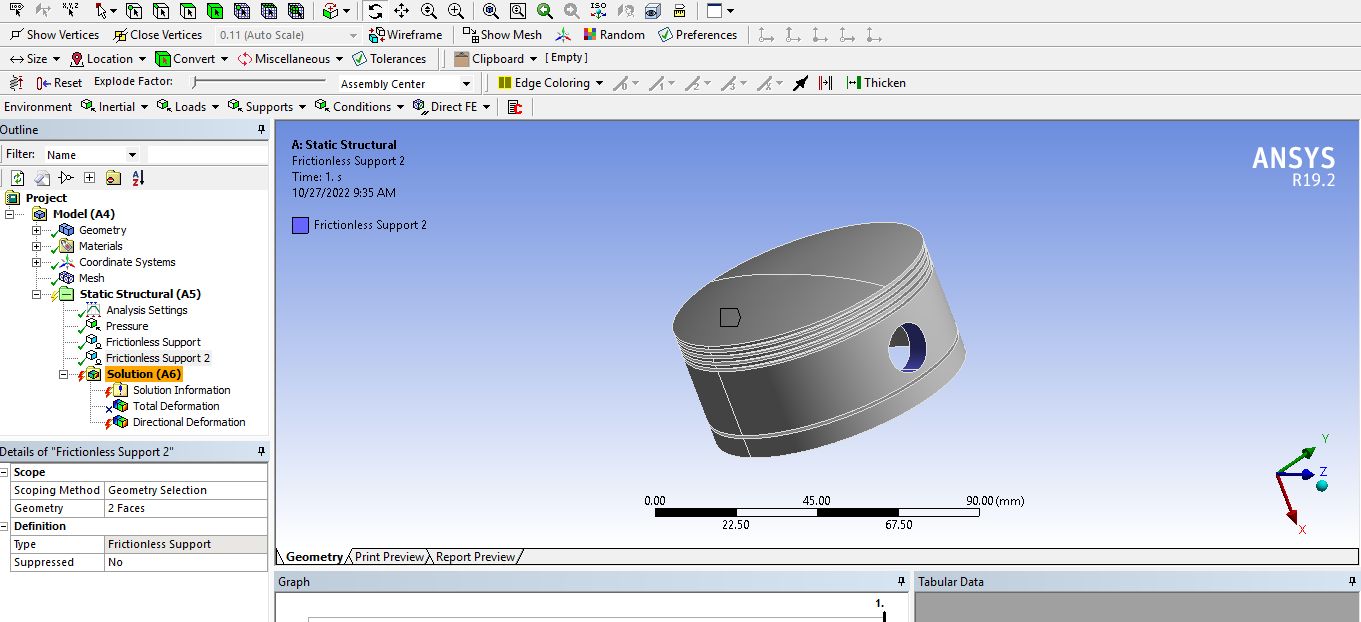 Show Vertices Close Vertices 0.11 (Auto Scale) Wireframe Show Mesh Random Preferences
Size Location Convert Miscellaneous Tolerances Clipboard [ Empty ]
Reset Explode Factor: Assembly Center Edge Coloring Thicken
Environment Inertial Loads Supports Conditions Direct FE
Outline
Filter: Name
Project
Model (A4)
Geometry
Materials
Coordinate Systems
Mesh
Static Structural (A5)
Analysis Settings
Pressure
Frictionless Support
Frictionless Support 2
Solution (A6)
Solution Information
Total Deformation
Directional Deformation
Details of "Frictionless Support 2"
Scope
Scoping Method Geometry Selection
Geometry 2 Faces
Definition
Type Frictionless Support
Suppressed No
A: Static Structural
Frictionless Support 2
Time: 1. s
10/27/2022 9:35 AM
Frictionless Support 2
ANSYS
R19.2
Y
Z
X
0.00 45.00 90.00 (mm)
22.50 67.50
Geometry Print Preview Report Preview
Graph
1.
Tabular Data